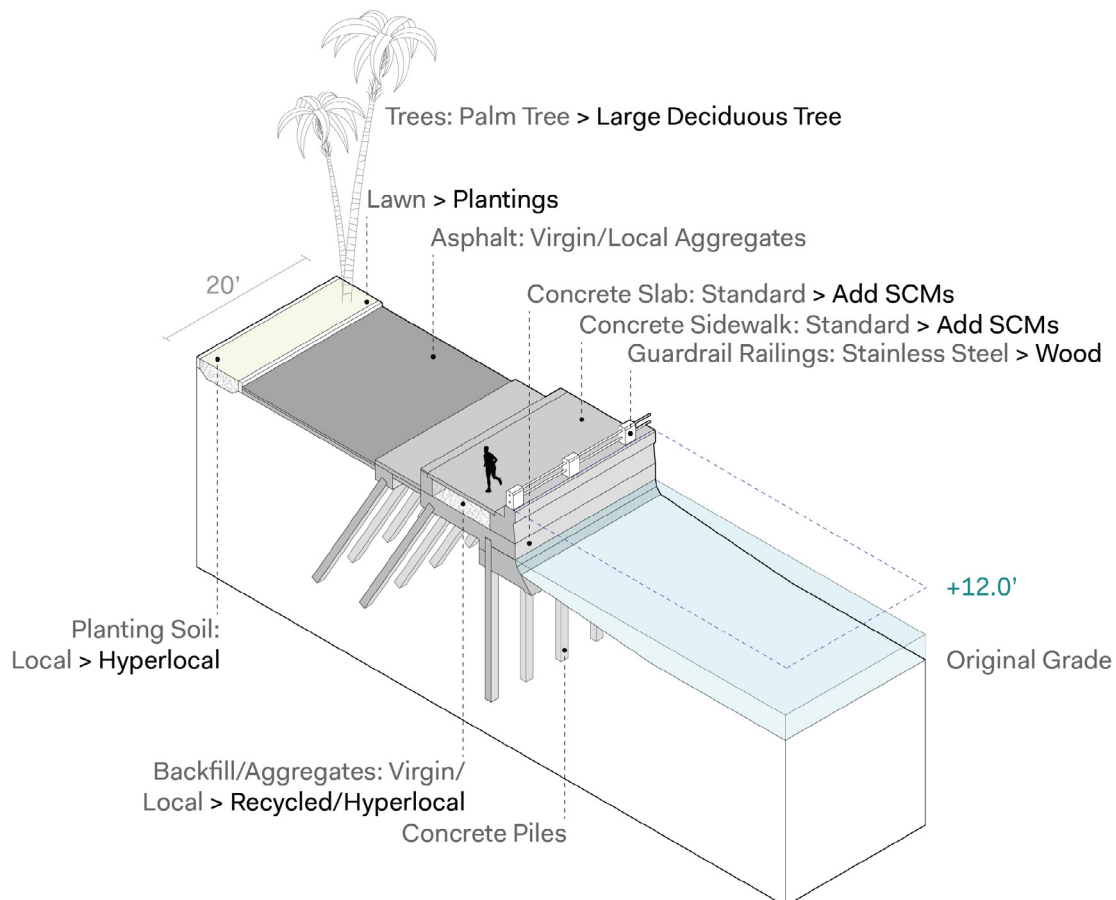 Trees: Palm Tree > Large Deciduous Tree
Lawn > Plantings
Asphalt: Virgin/Local Aggregates
20’
Concrete Slab: Standard > Add SCMs
Concrete Sidewalk: Standard > Add SCMs
Guardrail Railings: Stainless Steel > Wood
+12.0’
Planting Soil:
Local > Hyperlocal
Original Grade
Backfill/Aggregates: Virgin/
Local > Recycled/Hyperlocal
Concrete Piles